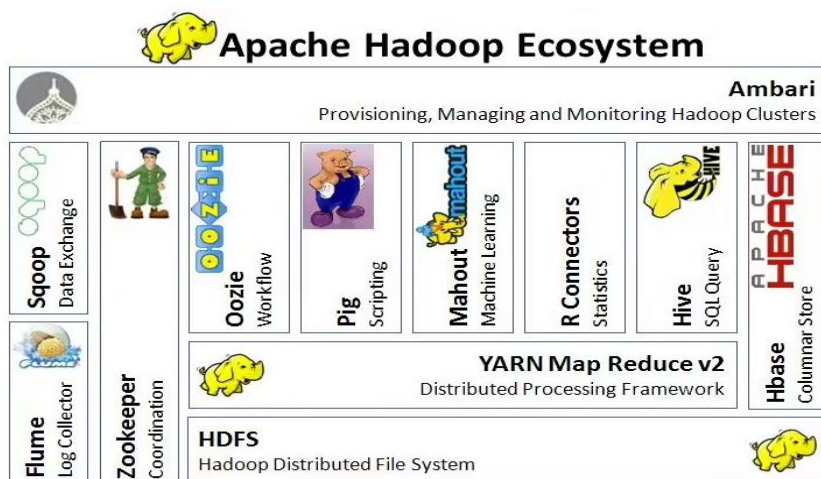 Apache Hadoop Ecosystem
Ambari
Provisioning, Managing and Monitoring Hadoop Clusters
sqoop
Sqoop
Data Exchange
FLUME
Flume
Log Collector
Zookeeper
Coordination
OOZIE
Oozie
Workflow
Pig
Scripting
mahout
Mahout
Machine Learning
R Connectors
Statistics
HIVE
Hive
SQL Query
APACHE
HBASE
Hbase
Columnar Store
YARN Map Reduce v2
Distributed Processing Framework
HDFS
Hadoop Distributed File System